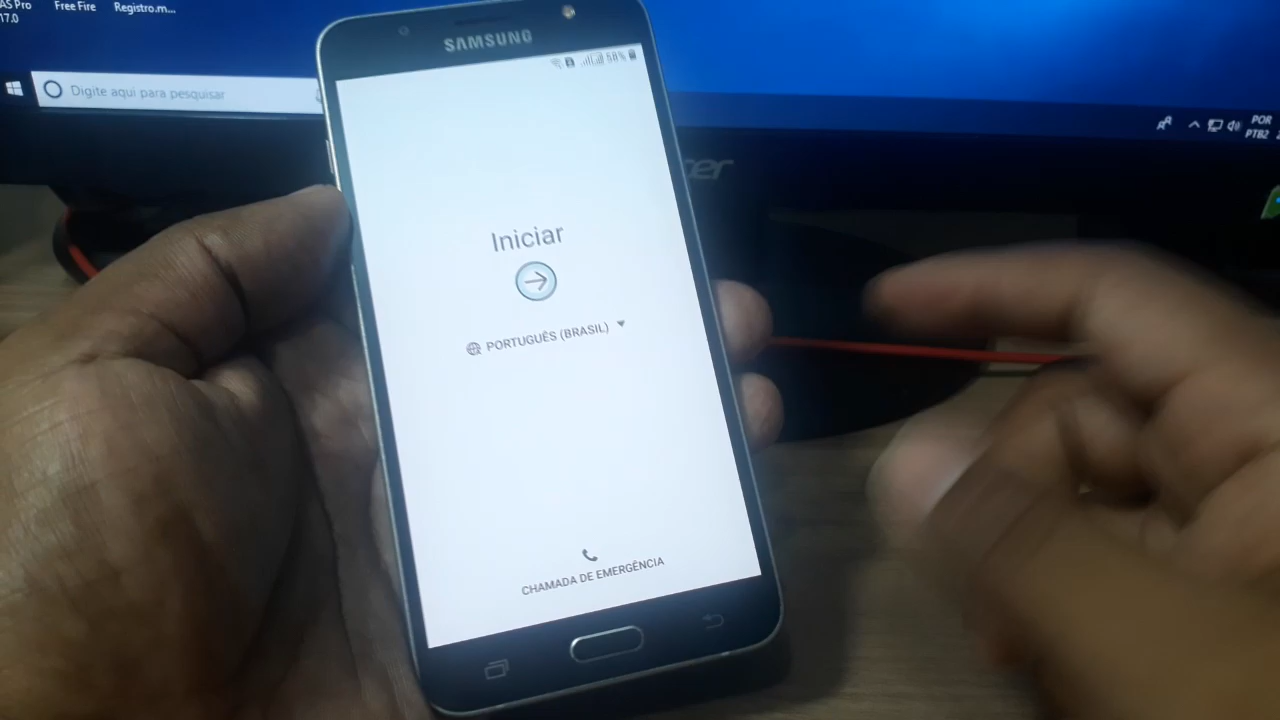 AS Pro
17.0
Free Fire
Registro.m...
Digite aqui para pesquisar
SAMSUNG
58%
Iniciar
PORTUGUÊS (BRASIL)
CHAMADA DE EMERGÊNCIA
cer
POR
PTB2